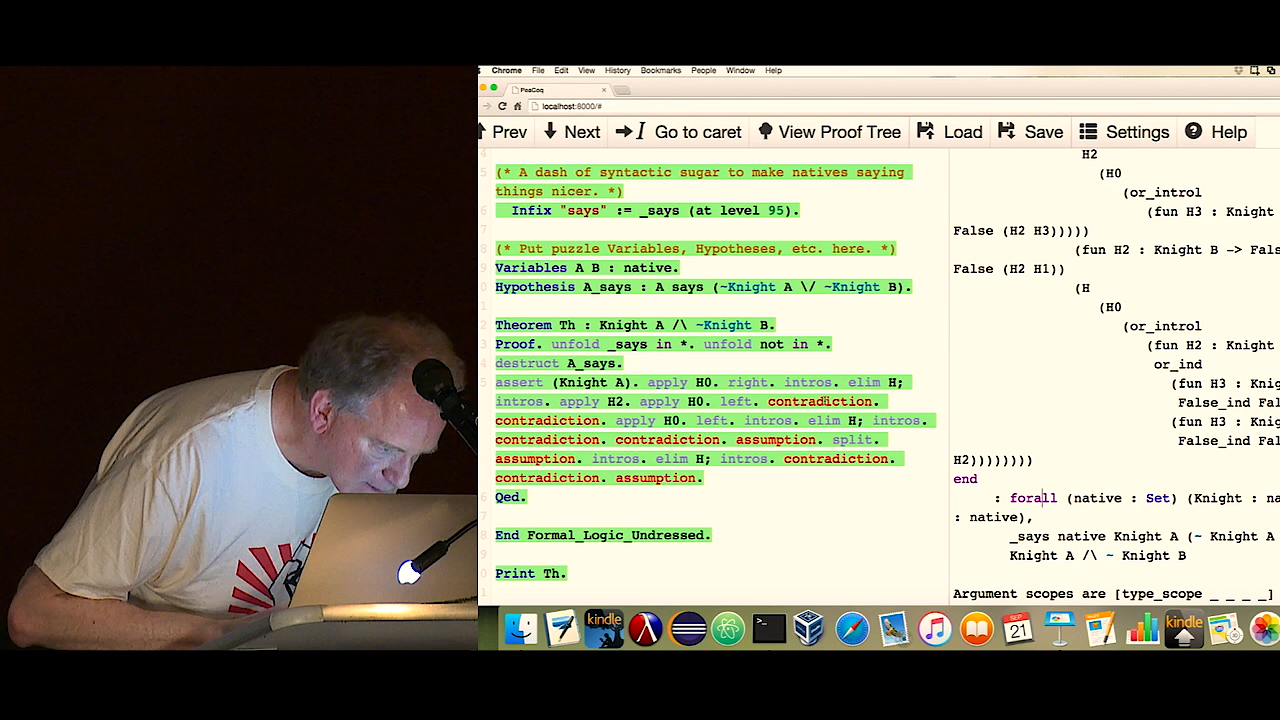 Chrome File Edit View History Bookmarks People Window Help
PeaCoq
localhost:8000/#
Prev Next Go to caret View Proof Tree Load Save Settings Help
(* A dash of syntactic sugar to make natives saying
things nicer. *)
Infix "says" := _says (at level 95).
(* Put puzzle Variables, Hypotheses, etc. here. *)
Variables A B : native.
Hypothesis A_says : A says (~Knight A \/ ~Knight B).
Theorem Th : Knight A /\ ~Knight B.
Proof. unfold _says in *. unfold not in *.
destruct A_says.
assert (Knight A). apply H0. right. intros. elim H;
intros. apply H2. apply H0. left. contradiction.
contradiction. apply H0. left. intros. elim H; intros.
contradiction. contradiction. assumption. split.
assumption. intros. elim H; intros. contradiction.
contradiction. assumption.
Qed.
End Formal_Logic_Undressed.
Print Th.
H2
(H0
(or_introl
(fun H3 : Knight
False (H2 H3)))))
(fun H2 : Knight B -> Fals
False (H2 H1))
(H
(H0
(or_introl
(fun H2 : Knight
or_ind
(fun H3 : Knig
False_ind Fal
(fun H3 : Knig
False_ind Fal
H2))))))))
end
: forall (native : Set) (Knight : na
: native),
_says native Knight A (~ Knight A
Knight A /\ ~ Knight B
Argument scopes are [type_scope _ _ _ _]
kindle
SEP
21
kindle